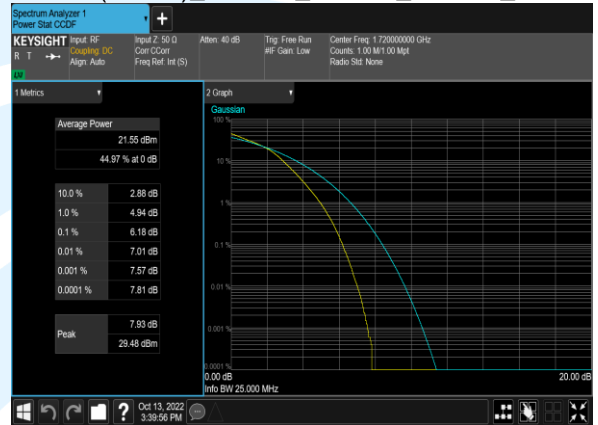 Spectrum Analyzer 1
Power Stat CCDF
KEYSIGHT
R T
LXI
Input: RF
Coupling: DC
Align: Auto
Input Z: 50 Ω
Corr CCorr
Freq Ref: Int (S)
Atten: 40 dB
Trig: Free Run
#IF Gain: Low
Center Freq: 1.720000000 GHz
Counts: 1.00 M/1.00 Mpt
Radio Std: None
1 Metrics
Average Power
21.55 dBm
44.97 % at 0 dB
10.0 % 2.88 dB
1.0 % 4.94 dB
0.1 % 6.18 dB
0.01 % 7.01 dB
0.001 % 7.57 dB
0.0001 % 7.81 dB
Peak
7.93 dB
29.48 dBm
2 Graph
Gaussian
100 %
10 %
1 %
0.1 %
0.01 %
0.001 %
0.0001 %
0.00 dB
20.00 dB
Info BW 25.000 MHz
?
Oct 13, 2022
3:39:56 PM